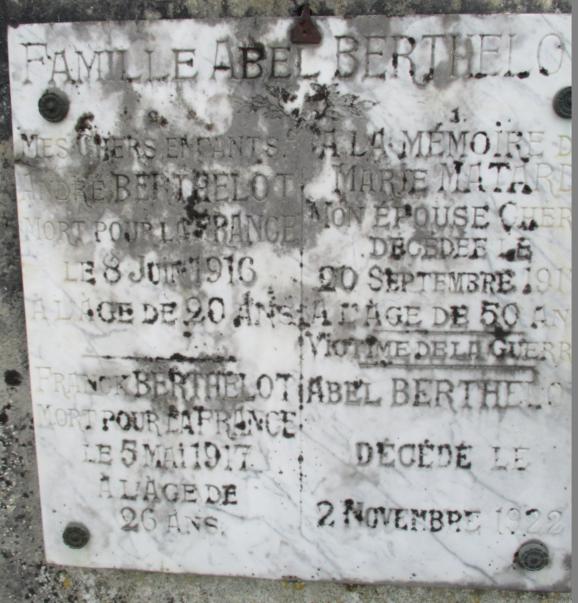 FAMILLE ABEL BERTHELO
MES CHERS ENFANTS.
ANDRÉ BERTHELOT
MORT POUR LA FRANCE
LE 8 JUIN 1916
A L'ÂGE DE 20 ANS
FRANCK BERTHELOT
MORT POUR LA FRANCE
LE 5 MAI 1917
A L'AGE DE
26 ANS.
A LA MÉMOIRE D
MARIE MATARD
MON ÉPOUSE CHER
DÉCÉDÉE LE
20 SEPTEMBRE 191
A L'AGE DE 50 AN
VICTIME DE LA GUERR
ABEL BERTHELO
DÉCÉDÉ LE
2 NOVEMBRE 1922